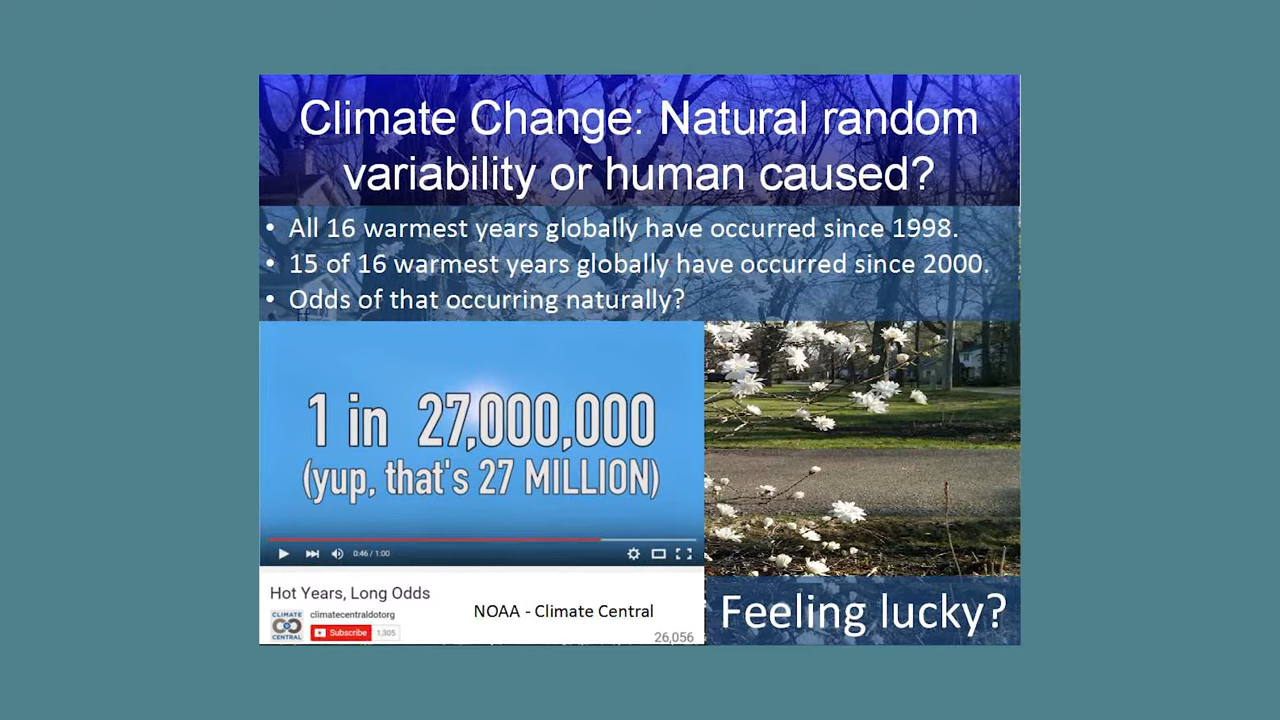 Climate Change: Natural random
variability or human caused?
• All 16 warmest years globally have occurred since 1998.
• 15 of 16 warmest years globally have occurred since 2000.
• Odds of that occurring naturally?
1 in 27,000,000
(yup, that's 27 MILLION)
0:46 / 1:00
Hot Years, Long Odds
CLIMATE
CENTRAL
climatecentraldotorg
Subscribe 1,305
NOAA - Climate Central
26,056
Feeling lucky?